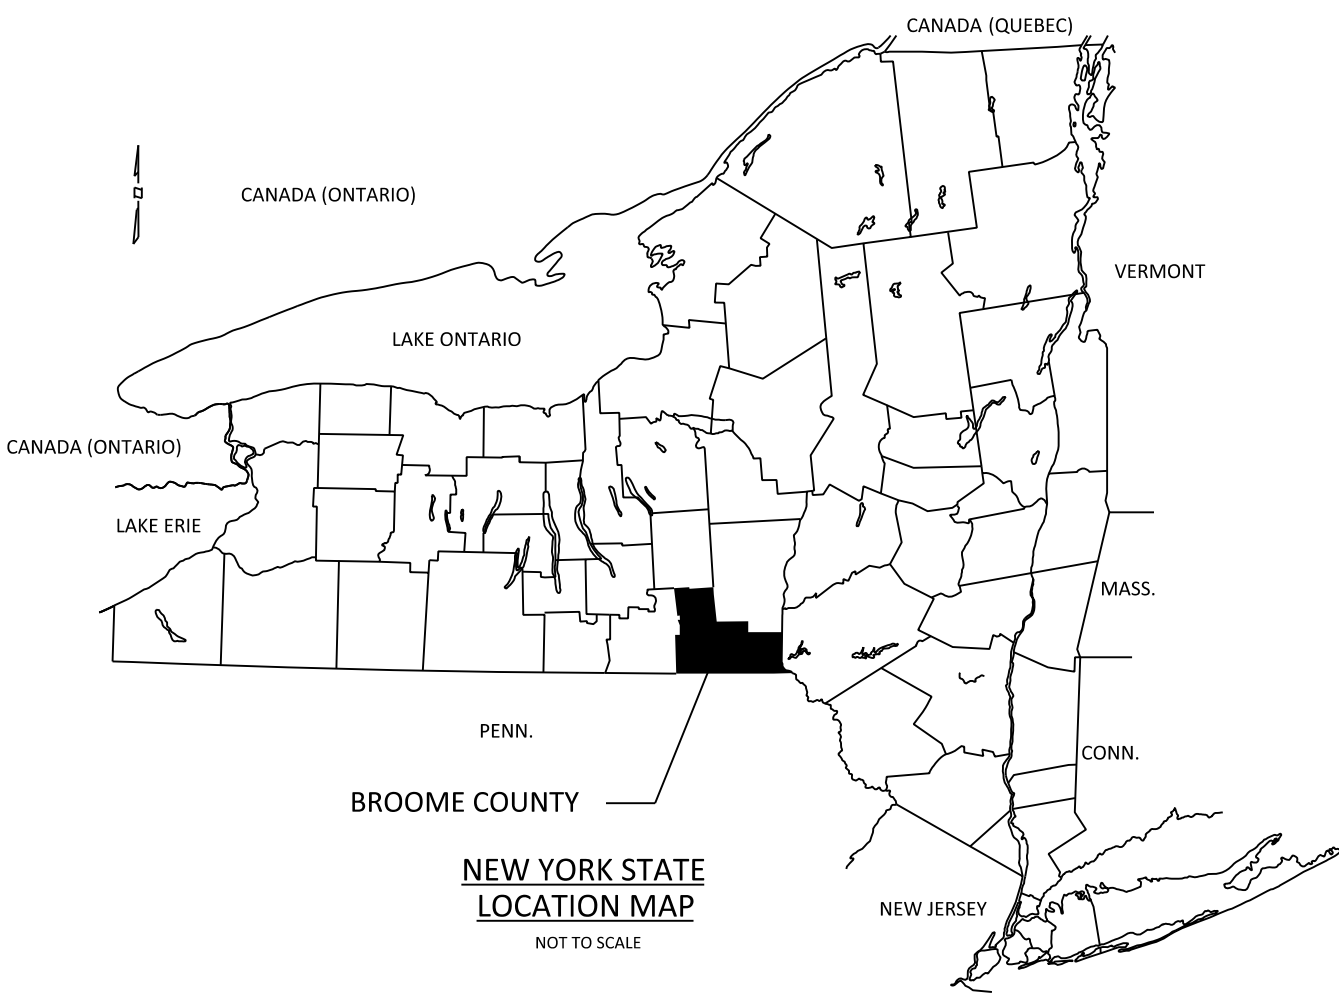 CANADA (QUEBEC)
CANADA (ONTARIO)
VERMONT
LAKE ONTARIO
CANADA (ONTARIO)
LAKE ERIE
MASS.
PENN.
CONN.
BROOME COUNTY
NEW YORK STATE
LOCATION MAP
NEW JERSEY
NOT TO SCALE